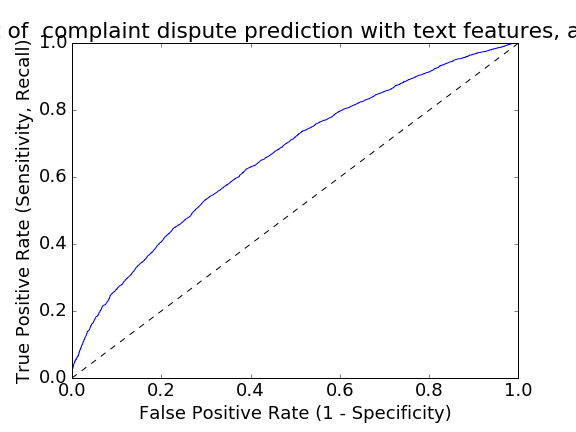 of complaint dispute prediction with text features,
True Positive Rate (Sensitivity, Recall)
1.0
0.8
0.6
0.4
0.2
0.0
0.0 0.2 0.4 0.6 0.8 1.0
False Positive Rate (1 - Specificity)